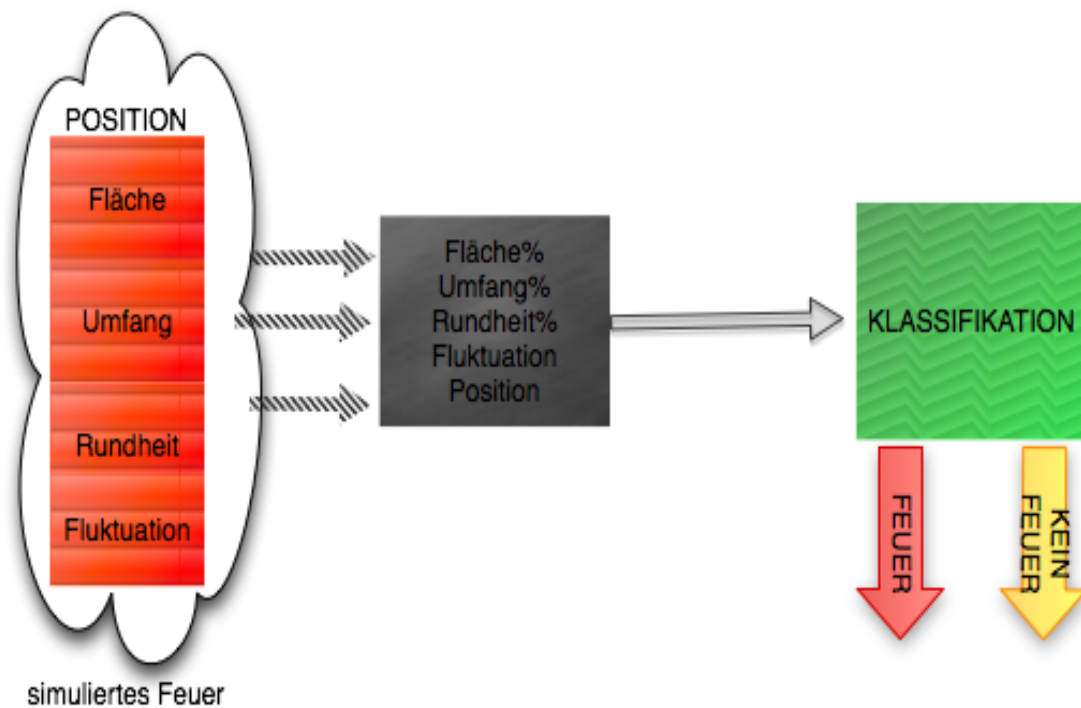 POSITION
Fläche
Umfang
Rundheit
Fluktuation
simuliertes Feuer
Fläche%
Umfang%
Rundheit%
Fluktuation
Position
KLASSIFIKATION
FEUER
KEIN
FEUER